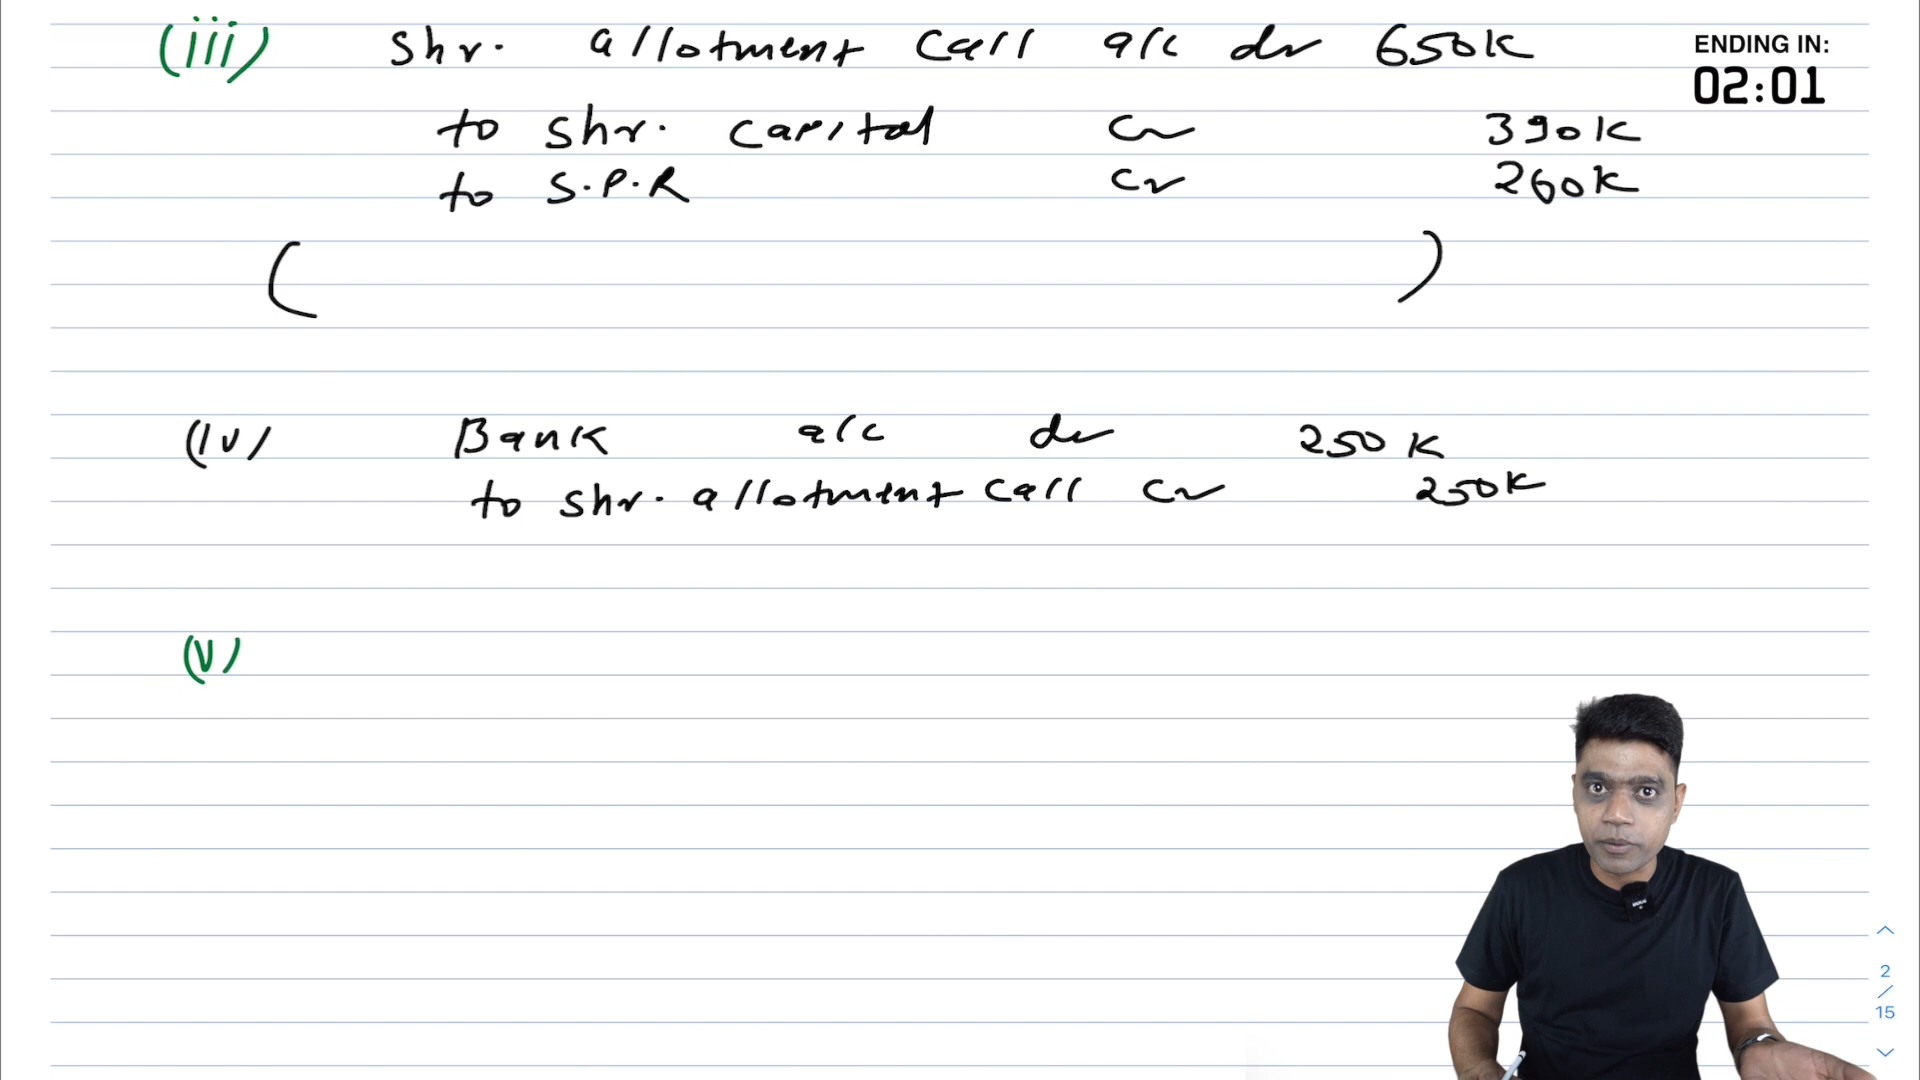 (iii) Shr. allotment call a/c dr 650K
ENDING IN:
02:01
to Shr. Capital cr 390K
to S.P.R cr 260K
( )
(iv) Bank a/c dr 250K
to Shr. allotment call cr 250K
(v)
2
/
15